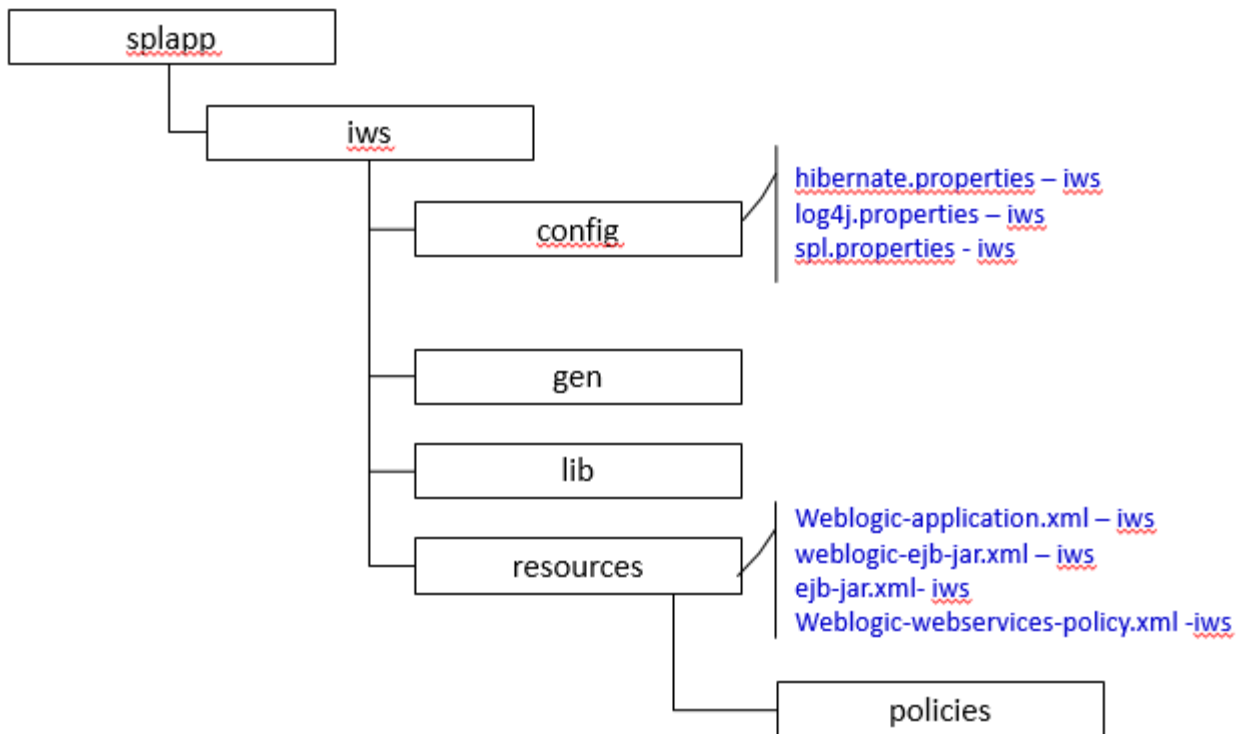 splapp
iws
config
hibernate.properties – iws
log4j.properties – iws
spl.properties - iws
gen
lib
resources
Weblogic-application.xml – iws
weblogic-ejb-jar.xml – iws
ejb-jar.xml- iws
Weblogic-webservices-policy.xml -iws
policies